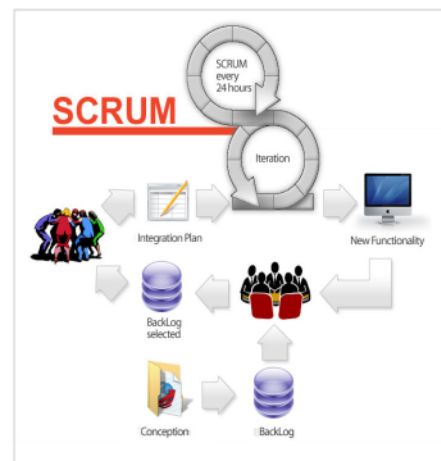 SCRUM
every
24 hours
SCRUM
Iteration
Integration Plan
New Functionality
BackLog
selected
Conception
BackLog